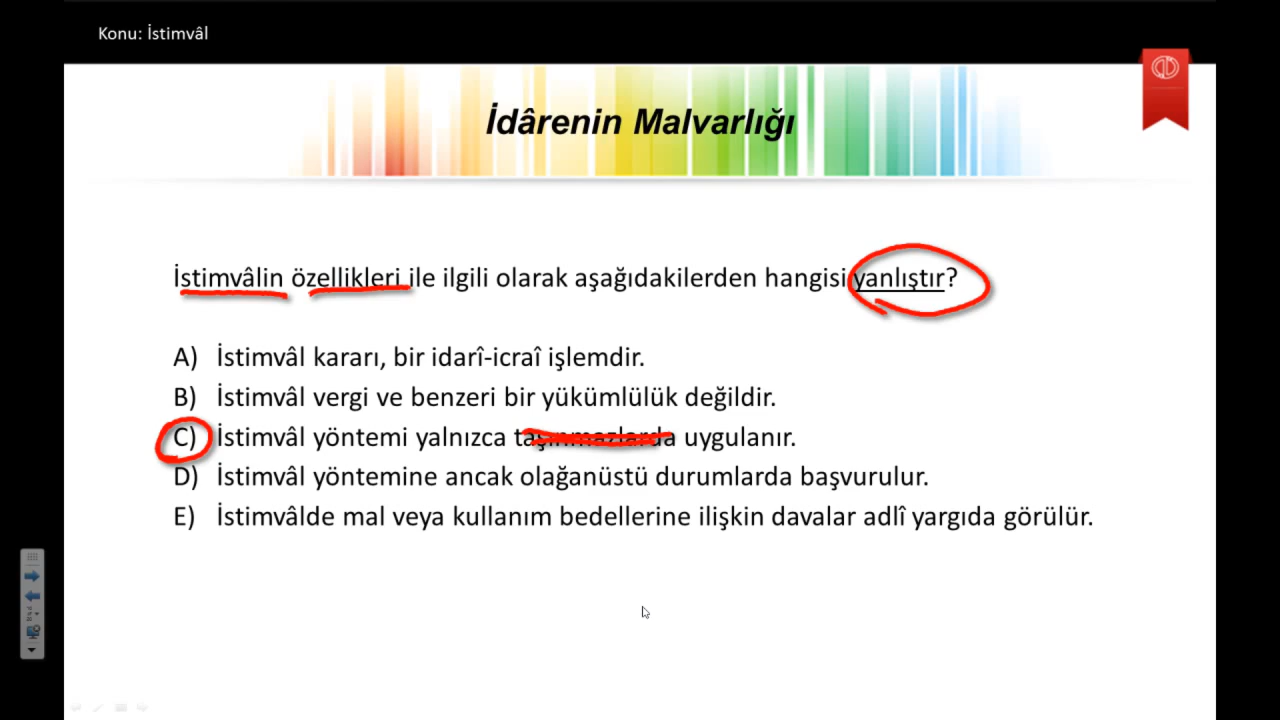 Konu: İstimvâl
İdârenin Malvarlığı
İstimvâlin özellikleri ile ilgili olarak aşağıdakilerden hangisi yanlıştır?
A) İstimvâl kararı, bir idarî-icraî işlemdir.
B) İstimvâl vergi ve benzeri bir yükümlülük değildir.
C) İstimvâl yöntemi yalnızca taşınmazlarda uygulanır.
D) İstimvâl yöntemine ancak olağanüstü durumlarda başvurulur.
E) İstimvâlde mal veya kullanım bedellerine ilişkin davalar adlî yargıda görülür.